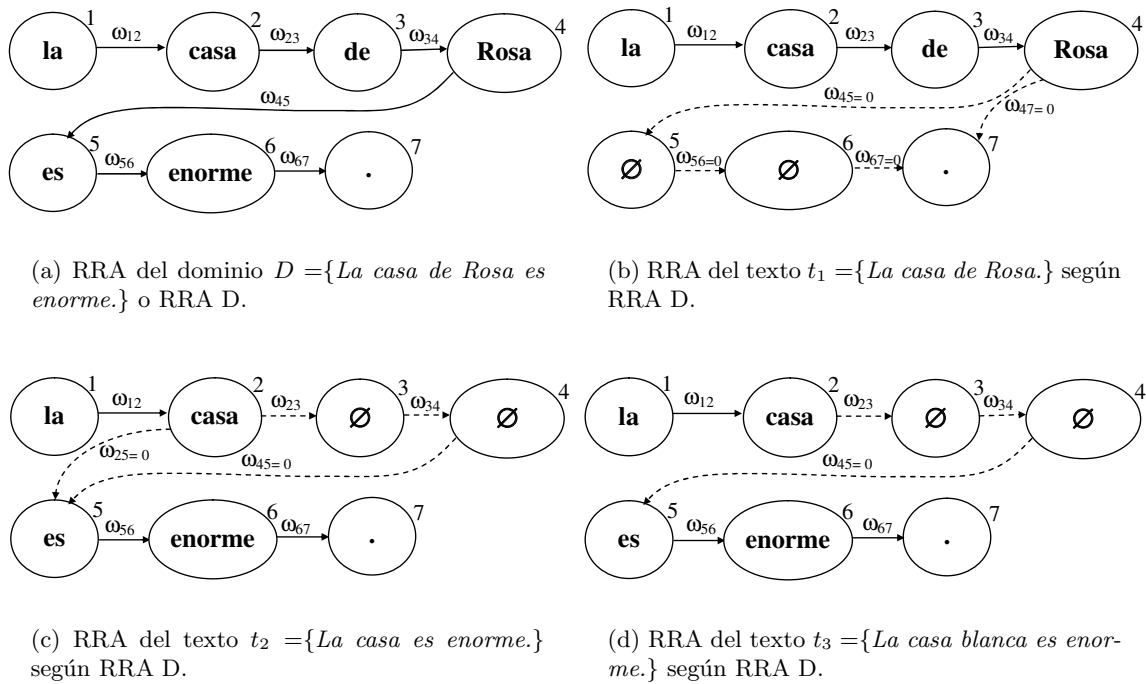 1 2 3 4
la ω12 casa ω23 de ω34 Rosa
ω45
5 6 7
es ω56 enorme ω67 .
(a) RRA del dominio D ={La casa de Rosa es
enorme.} o RRA D.
1 2 3 4
la ω12 casa ω23 de ω34 Rosa
ω45= 0 ω47= 0
5 6 7
∅ ω56=0 ∅ ω67=0 .
(b) RRA del texto t1 ={La casa de Rosa.} según
RRA D.
1 2 3 4
la ω12 casa ω23 ∅ ω34 ∅
ω25= 0 ω45= 0
5 6 7
es ω56 enorme ω67 .
(c) RRA del texto t2 ={La casa es enorme.}
según RRA D.
1 2 3 4
la ω12 casa ω23 ∅ ω34 ∅
ω45= 0
5 6 7
es ω56 enorme ω67 .
(d) RRA del texto t3 ={La casa blanca es enor-
me.} según RRA D.